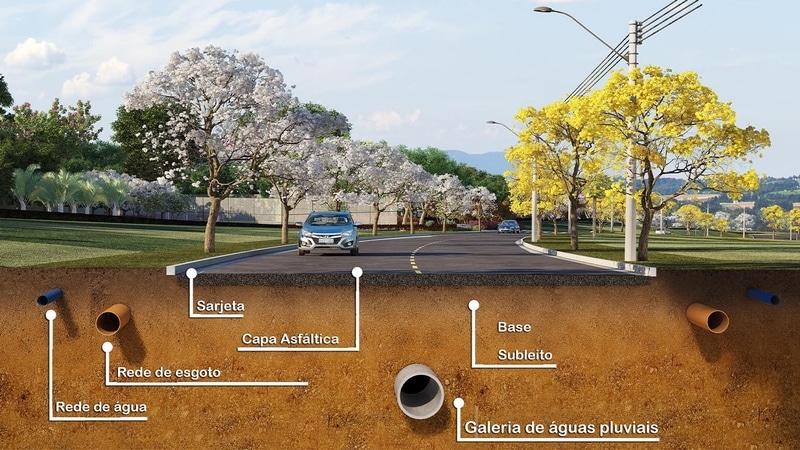 Sarjeta
Capa Asfáltica
Base
Subleito
Rede de esgoto
Rede de água
Galeria de águas pluviais